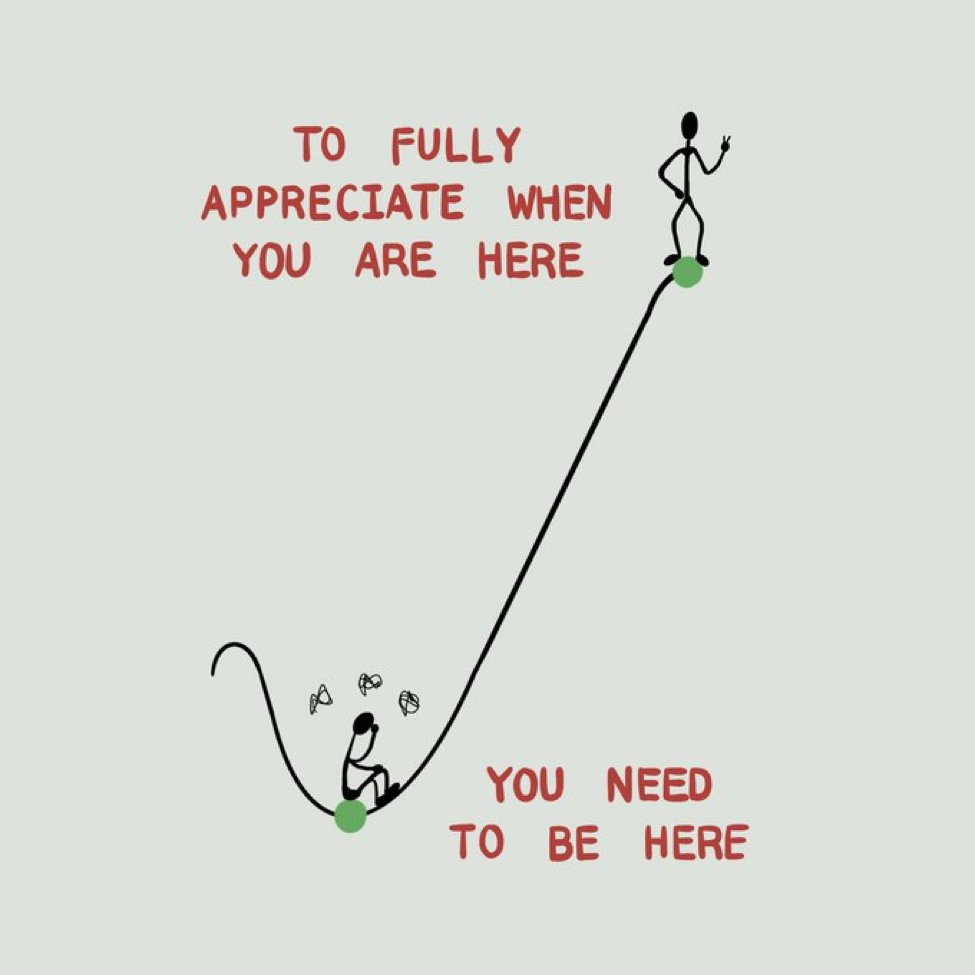 TO FULLY
APPRECIATE WHEN
YOU ARE HERE
YOU NEED
TO BE HERE